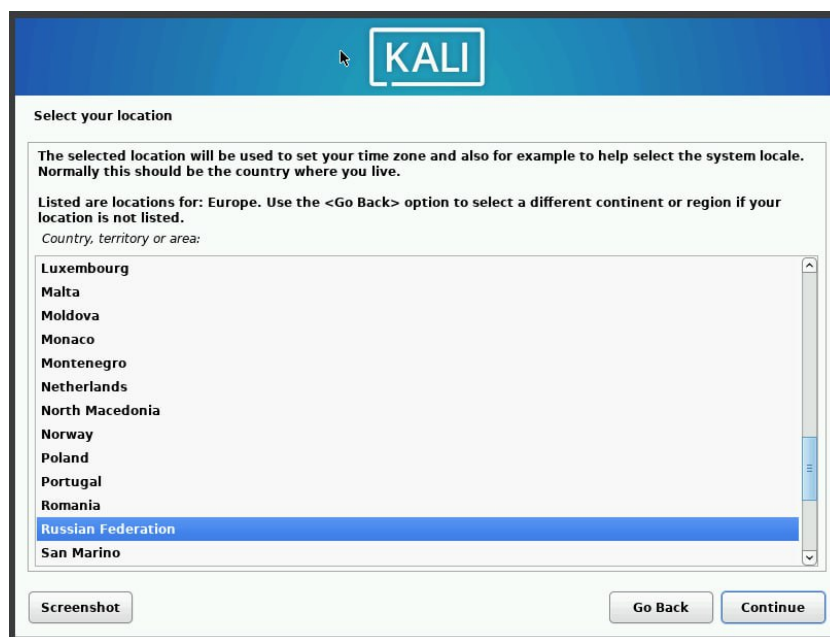 KALI
Select your location
The selected location will be used to set your time zone and also for example to help select the system locale.
Normally this should be the country where you live.
Listed are locations for: Europe. Use the <Go Back> option to select a different continent or region if your
location is not listed.
Country, territory or area:
Luxembourg
Malta
Moldova
Monaco
Montenegro
Netherlands
North Macedonia
Norway
Poland
Portugal
Romania
Russian Federation
San Marino
Screenshot
Go Back
Continue